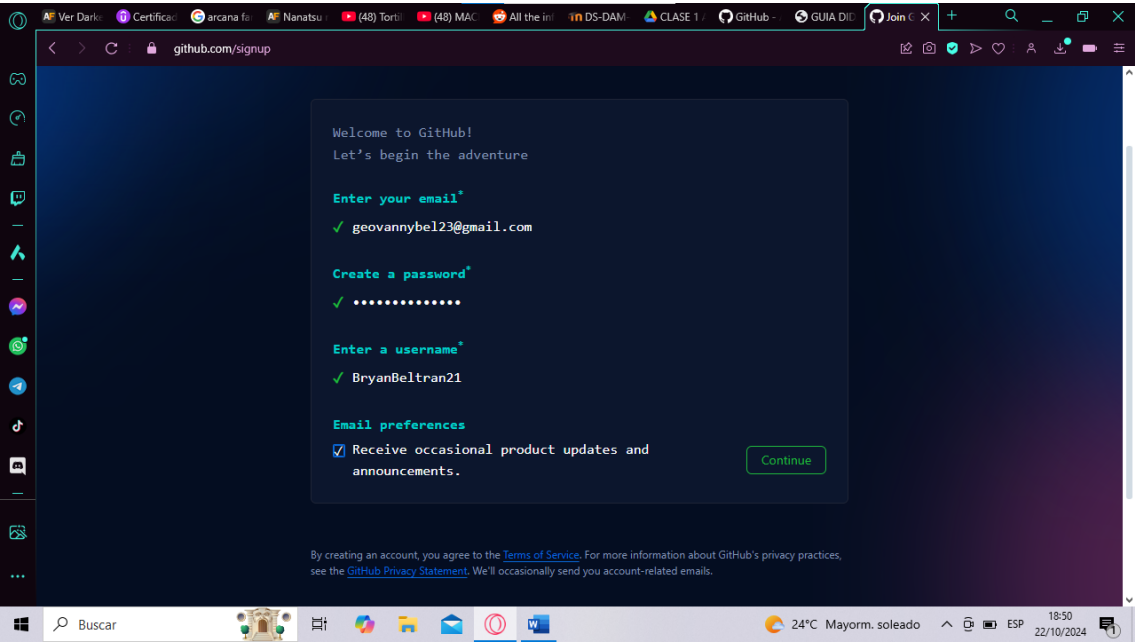 Ver Darke
Certificad
arcana fa
Nanatsu
(48) Tortil
(48) MAC
All the inf
DS-DAM-
CLASE 1
GitHub -
GUIA DID
Join G
github.com/signup
Welcome to GitHub!
Let’s begin the adventure
Enter your email*
✓ geovannybel23@gmail.com
Create a password*
✓ ••••••••••••••
Enter a username*
✓ BryanBeltran21
Email preferences
Receive occasional product updates and
announcements.
Continue
By creating an account, you agree to the Terms of Service. For more information about GitHub's privacy practices,
see the GitHub Privacy Statement. We'll occasionally send you account-related emails.
Buscar
24°C Mayorm. soleado
ESP
18:50
22/10/2024
1